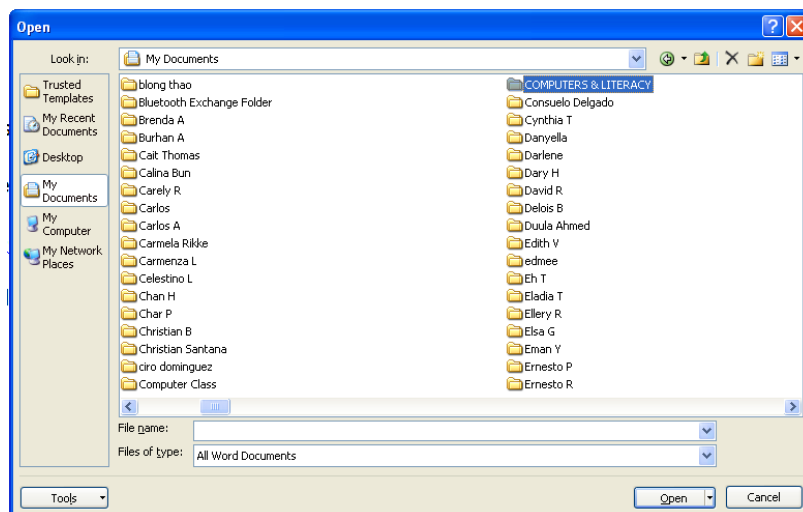 Open
Look in:
My Documents
Trusted
Templates
My Recent
Documents
Desktop
My
Documents
My
Computer
My Network
Places
blong thao
Bluetooth Exchange Folder
Brenda A
Burhan A
Cait Thomas
Calina Bun
Carely R
Carlos
Carlos A
Carmela Rikke
Carmenza L
Celestino L
Chan H
Char P
Christian B
Christian Santana
ciro dominguez
Computer Class
COMPUTERS & LITERACY
Consuelo Delgado
Cynthia T
Danyella
Darlene
Dary H
David R
Delois B
Duula Ahmed
Edith V
edmee
Eh T
Eladia T
Ellery R
Elsa G
Eman Y
Ernesto P
Ernesto R
File name:
Files of type:
All Word Documents
Tools
Open
Cancel